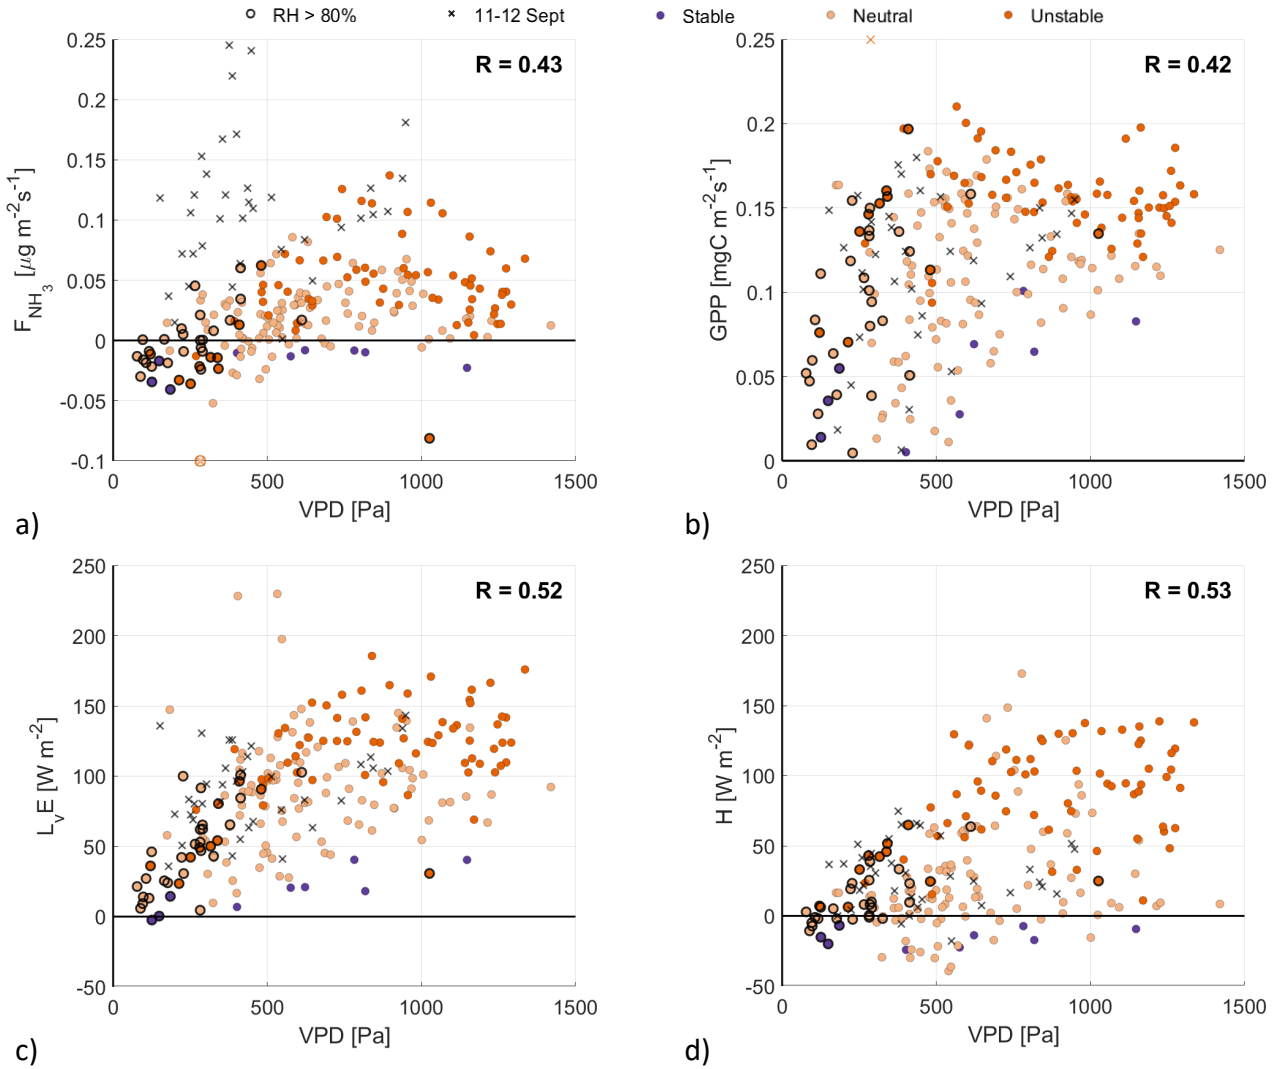 RH > 80%
11-12 Sept
Stable
Neutral
Unstable
0.25
0.2
0.15
0.1
0.05
0
-0.05
-0.1
F_NH_3 [μg m^-2 s^-1]
R = 0.43
0
500
1000
1500
VPD [Pa]
a)
0.25
0.2
0.15
0.1
0.05
0
GPP [mgC m^-2 s^-1]
R = 0.42
0
500
1000
1500
VPD [Pa]
b)
250
200
150
100
50
0
-50
L_vE [W m^-2]
R = 0.52
0
500
1000
1500
VPD [Pa]
c)
250
200
150
100
50
0
-50
H [W m^-2]
R = 0.53
0
500
1000
1500
VPD [Pa]
d)